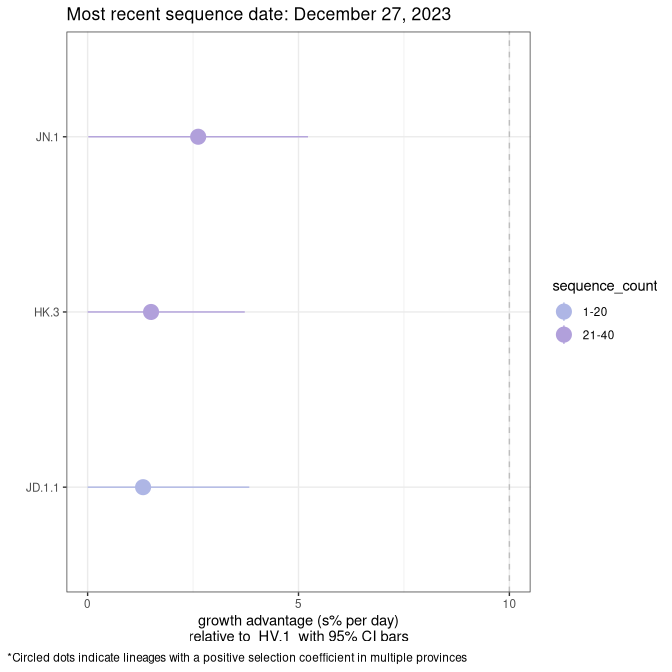 Most recent sequence date: December 27, 2023
JN.1
HK.3
JD.1.1
0
5
10
growth advantage (s% per day)
relative to  HV.1  with 95% CI bars
sequence_count
1-20
21-40
*Circled dots indicate lineages with a positive selection coefficient in multiple provinces